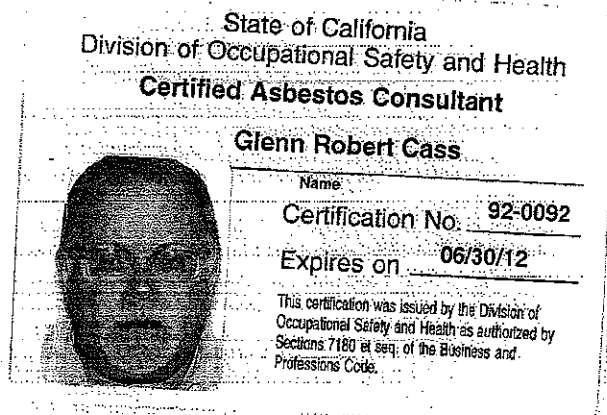 State of California
Division of Occupational Safety and Health
Certified Asbestos Consultant
Glenn Robert Cass
Name
Certification No. 92-0092
Expires on 06/30/12
This certification was issued by the Division of
Occupational Safety and Health as authorized by
Sections 7180 et seq. of the Business and
Professions Code.